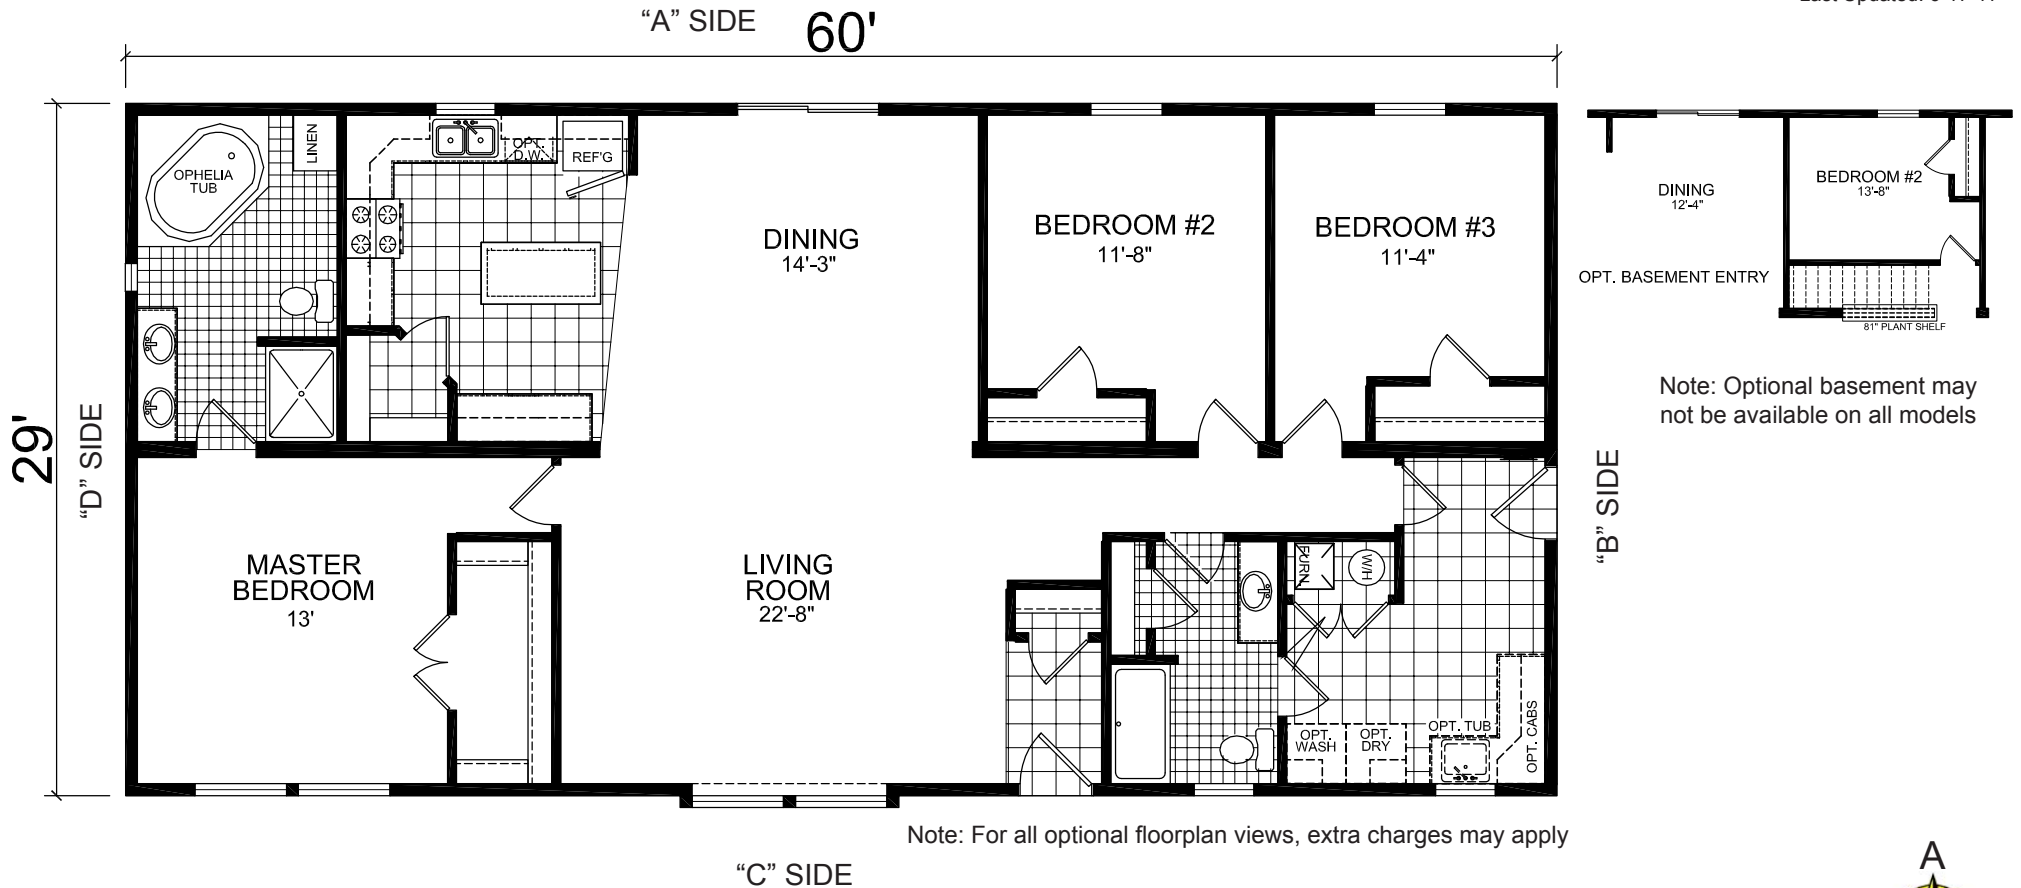 "A" SIDE
60'
29'
"D" SIDE
OPHELIA
TUB
LINEN
OPT.
D.W.
REF'G
DINING
14'-3"
BEDROOM #2
11'-8"
BEDROOM #3
11'-4"
MASTER
BEDROOM
13'
LIVING
ROOM
22'-8"
FURN.
W/H
OPT.
WASH
OPT.
DRY
OPT. TUB
OPT. CABS
"B" SIDE
DINING
12'-4"
BEDROOM #2
13'-8"
OPT. BASEMENT ENTRY
81" PLANT SHELF
Note: Optional basement may
not be available on all models
Note: For all optional floorplan views, extra charges may apply
"C" SIDE
A